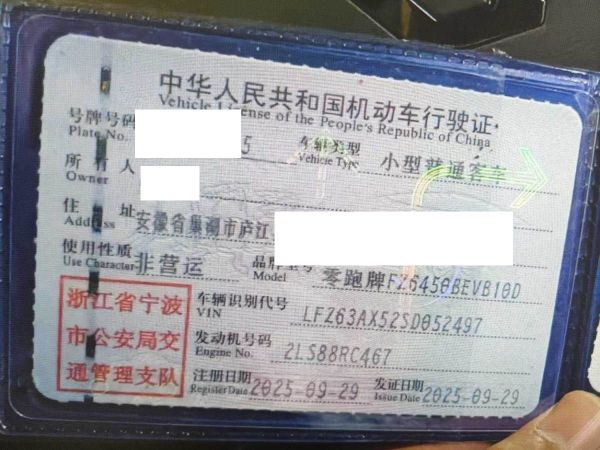 中华人民共和国机动车行驶证
Vehicle License of the People's Republic of China
号牌号码 5 车辆类型 小型普通客车
Plate No. Vehicle Type
所有人
Owner
住址 安徽省巢湖市庐江
Address
使用性质 非营运 品牌型号 零跑牌FZ6450BEVB10D
Use Character Model
浙江省宁波
市公安局交
通管理支队
车辆识别代号 LFZ63AX52SD052497
VIN
发动机号码 2LS88RC467
Engine No.
注册日期 2025-09-29 发证日期 2025-09-29
Register Date Issue Date